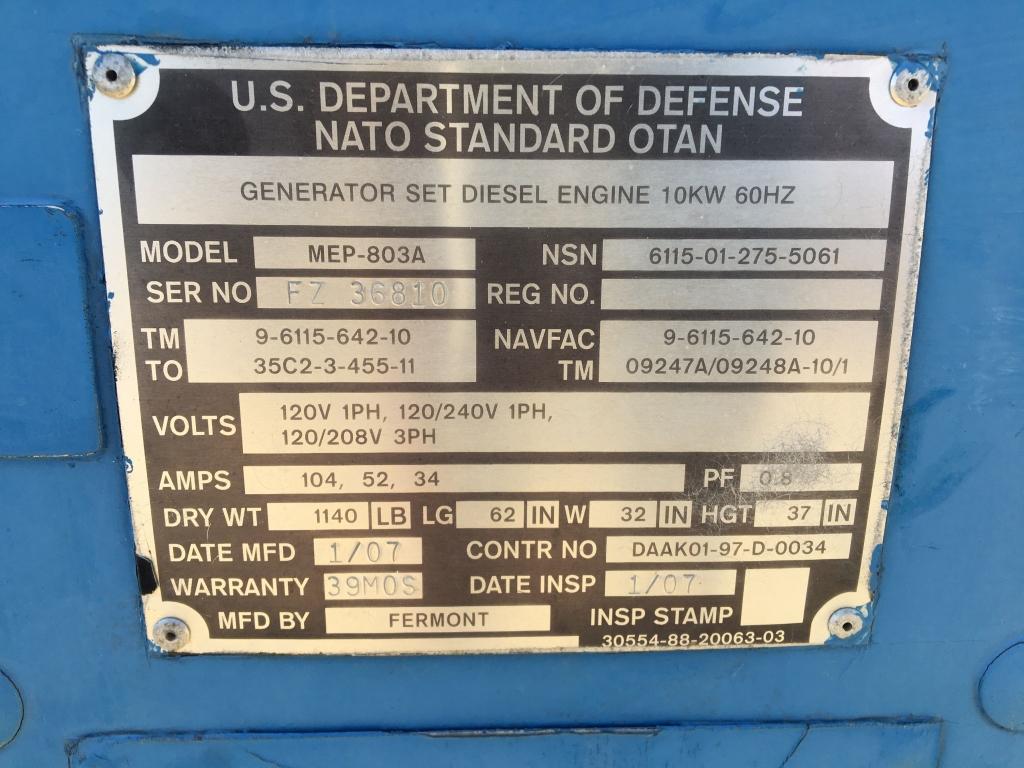 U.S. DEPARTMENT OF DEFENSE
NATO STANDARD OTAN
GENERATOR SET DIESEL ENGINE 10KW 60HZ
MODEL MEP-803A NSN 6115-01-275-5061
SER NO FZ 36810 REG NO.
TM 9-6115-642-10 NAVFAC 9-6115-642-10
TO 35C2-3-455-11 TM 09247A/09248A-10/1
VOLTS 120V 1PH, 120/240V 1PH,
120/208V 3PH
AMPS 104, 52, 34 PF 0.8
DRY WT 1140 LB LG 62 IN W 32 IN HGT 37 IN
DATE MFD 1/07 CONTR NO DAAK01-97-D-0034
WARRANTY 39MOS DATE INSP 1/07
MFD BY FERMONT INSP STAMP
30554-88-20063-03